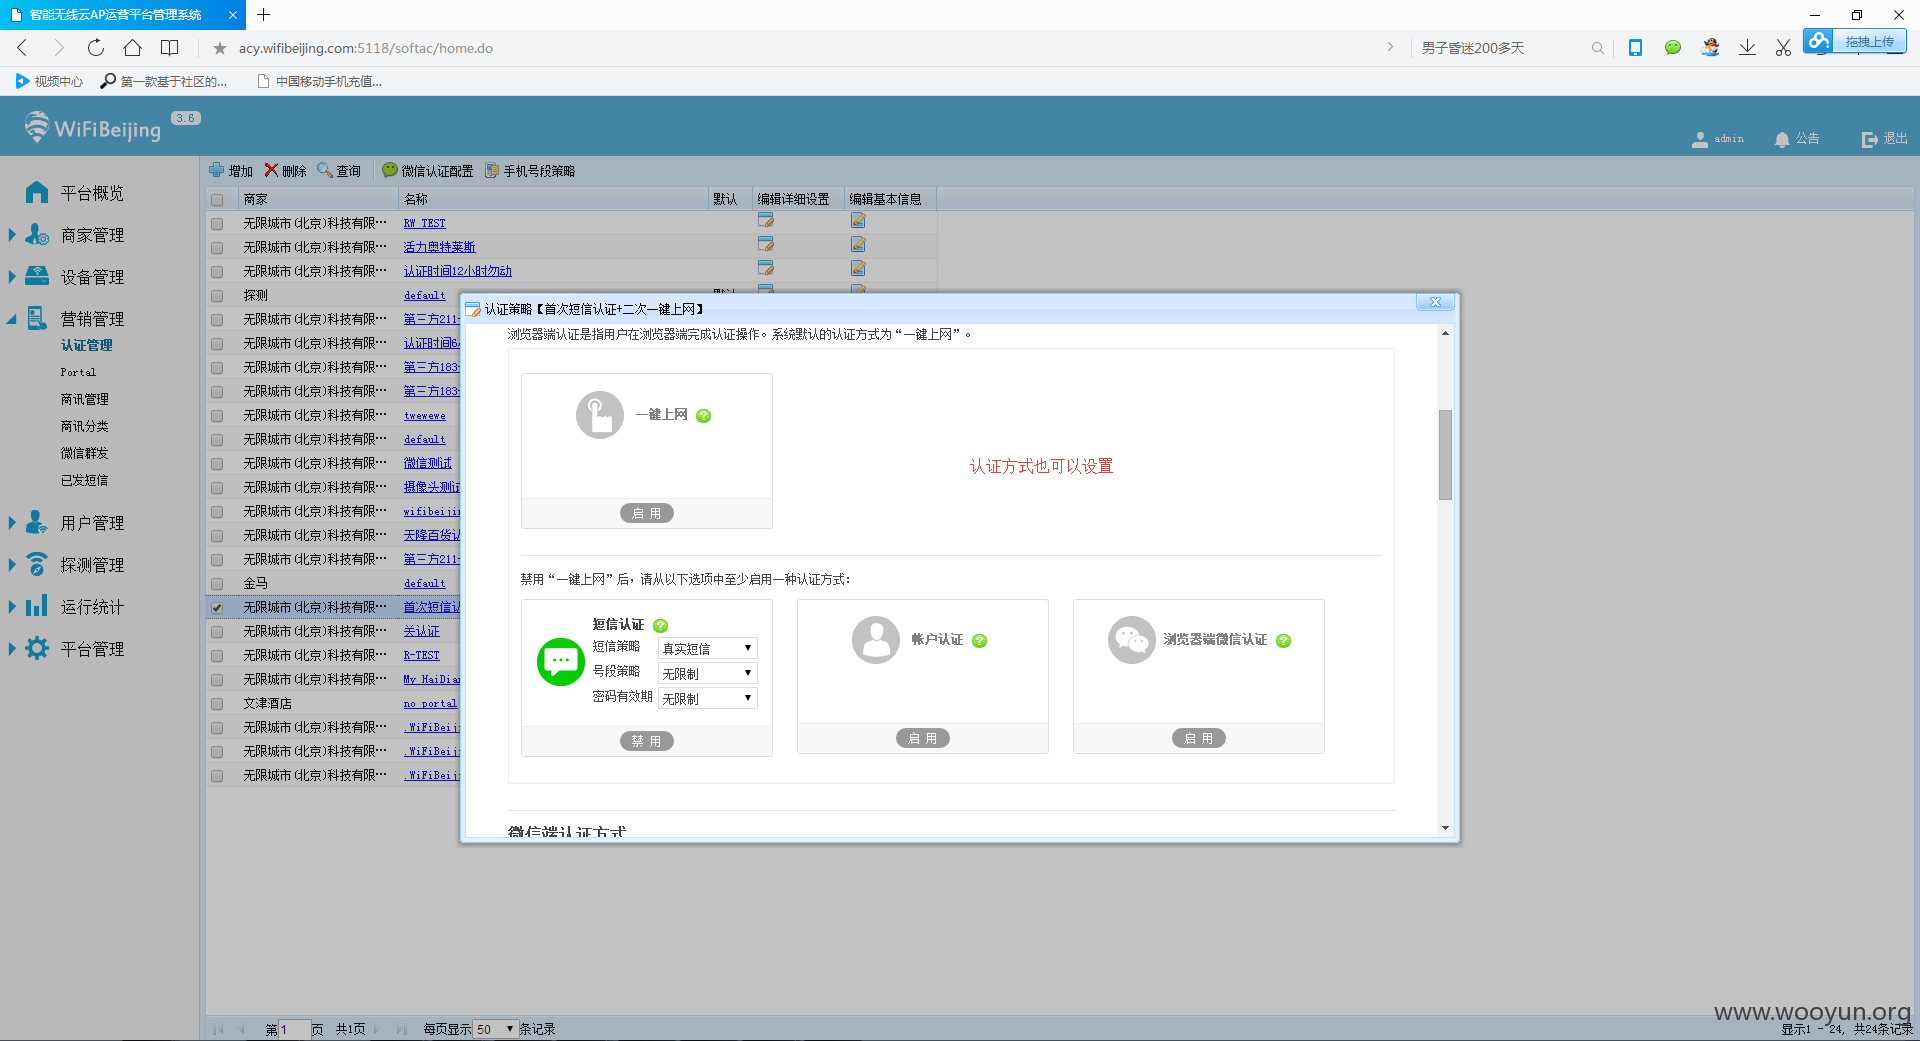 智能无线云AP运营平台管理系统
acy.wifibeijing.com:5118/softac/home.do
男子昏迷200多天
拖拽上传
视频中心
第一款基于社区的...
中国移动手机充值...
WiFiBeijing
3.6
admin
公告
退出
平台概览
商家管理
设备管理
营销管理
认证管理
Portal
商讯管理
商讯分类
微信群发
已发短信
用户管理
探测管理
运行统计
平台管理
增加 删除 查询 微信认证配置 手机号段策略
商家 名称 默认 编辑详细设置 编辑基本信息
无限城市(北京)科技有限··· RW TEST
无限城市(北京)科技有限··· 活力奥特莱斯
无限城市(北京)科技有限··· 认证时间12小时勿动
探测 default
无限城市(北京)科技有限··· 第三方211
无限城市(北京)科技有限··· 认证时间6
无限城市(北京)科技有限··· 第三方183
无限城市(北京)科技有限··· 第三方183
无限城市(北京)科技有限··· twewewe
无限城市(北京)科技有限··· default
无限城市(北京)科技有限··· 微信测试
无限城市(北京)科技有限··· 摄像头测试
无限城市(北京)科技有限··· wifibeijin
无限城市(北京)科技有限··· 天隆百货认
无限城市(北京)科技有限··· 第三方211
金马 default
无限城市(北京)科技有限··· 首次短信认
无限城市(北京)科技有限··· 关认证
无限城市(北京)科技有限··· R-TEST
无限城市(北京)科技有限··· My HaiDian
文津酒店 no portal
无限城市(北京)科技有限··· .WiFiBeiji
无限城市(北京)科技有限··· .WiFiBeiji
无限城市(北京)科技有限··· .WiFiBeiji
认证策略【首次短信认证+二次一键上网】
浏览器端认证是指用户在浏览器端完成认证操作。系统默认的认证方式为“一键上网”。
一键上网
启 用
认证方式也可以设置
禁用“一键上网”后，请从以下选项中至少启用一种认证方式：
短信认证
短信策略 真实短信
号段策略 无限制
密码有效期 无限制
禁 用
帐户认证
启 用
浏览器端微信认证
启 用
微信端认证方式
第 1 页 共1页 每页显示 50 条记录
www.wooyun.org
显示1 - 24, 共24条记录